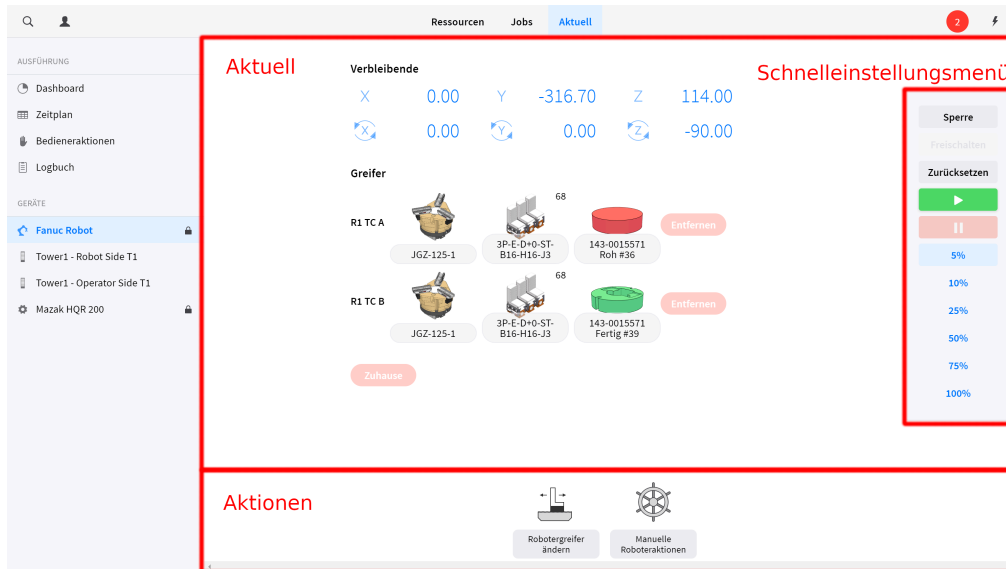 Ressourcen Jobs Aktuell 2
AUSFÜHRUNG
Dashboard
Zeitplan
Bedieneraktionen
Logbuch
GERÄTE
Fanuc Robot
Tower1 - Robot Side T1
Tower1 - Operator Side T1
Mazak HQR 200
Aktuell
Verbleibende
X 0.00 Y -316.70 Z 114.00
X 0.00 Y 0.00 Z -90.00
Greifer
R1 TC A
JGZ-125-1
68
3P-E-D+0-ST-
B16-H16-J3
143-0015571
Roh #36
Entfernen
R1 TC B
JGZ-125-1
68
3P-E-D+0-ST-
B16-H16-J3
143-0015571
Fertig #39
Entfernen
Zuhause
Schnelleinstellungsmenü
Sperre
Freischalten
Zurücksetzen
5%
10%
25%
50%
75%
100%
Aktionen
Robotergreifer
ändern
Manuelle
Roboteraktionen